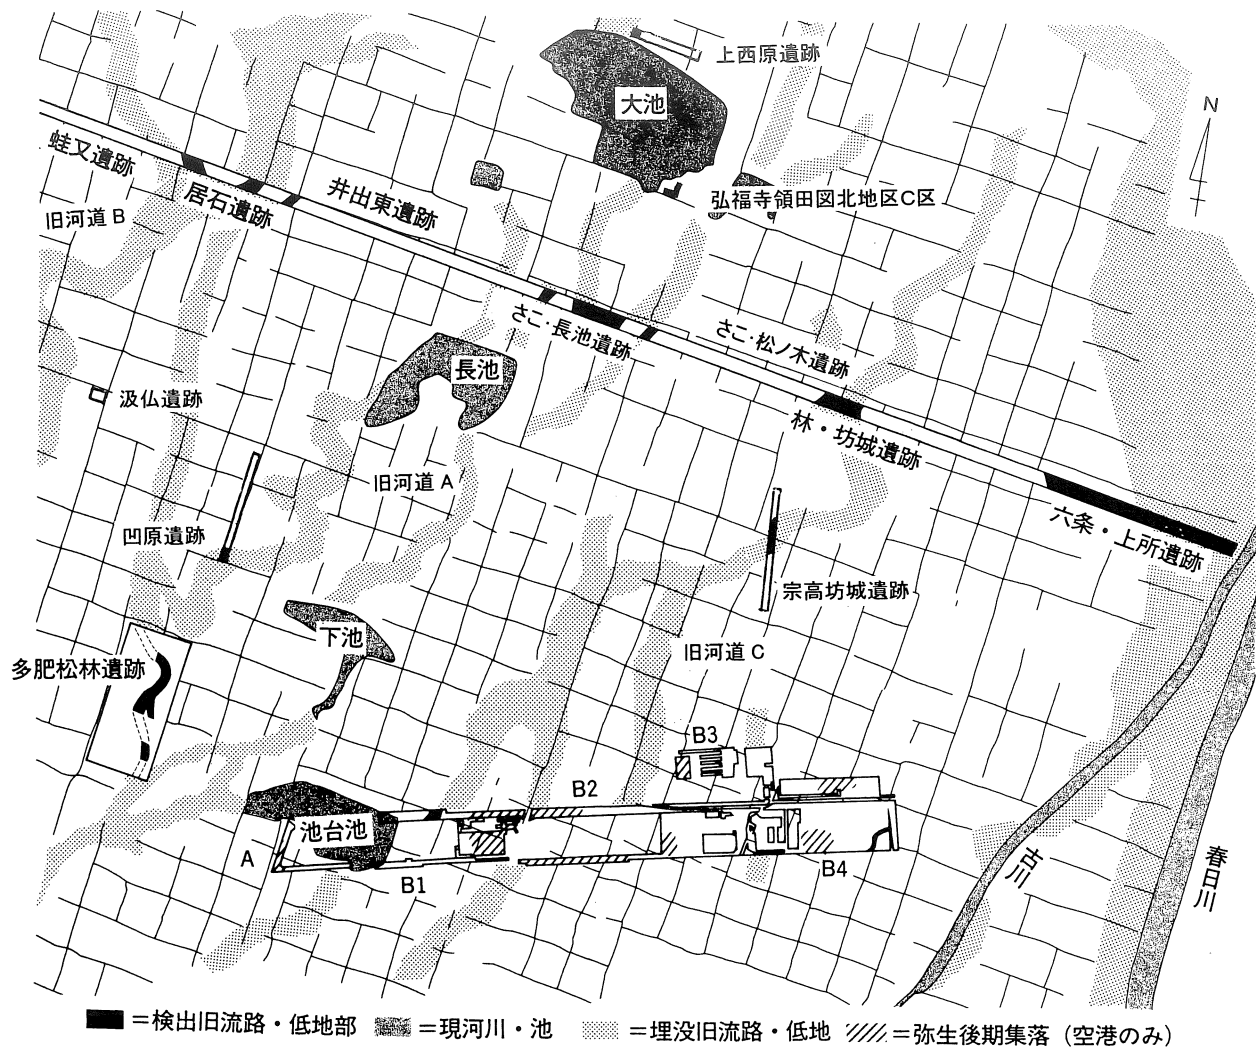 上西原遺跡
大池
N
蛙又遺跡
居石遺跡
井出東遺跡
弘福寺領田図北地区C区
旧河道B
さこ・長池遺跡
さこ・松ノ木遺跡
長池
汲仏遺跡
林・坊城遺跡
旧河道A
凹原遺跡
六条・上所遺跡
宗高坊城遺跡
下池
旧河道C
多肥松林遺跡
B3
B2
池台池
A
B1
B4
古川
春日川
=検出旧流路・低地部 =現河川・池 =埋没旧流路・低地 =弥生後期集落(空港のみ)